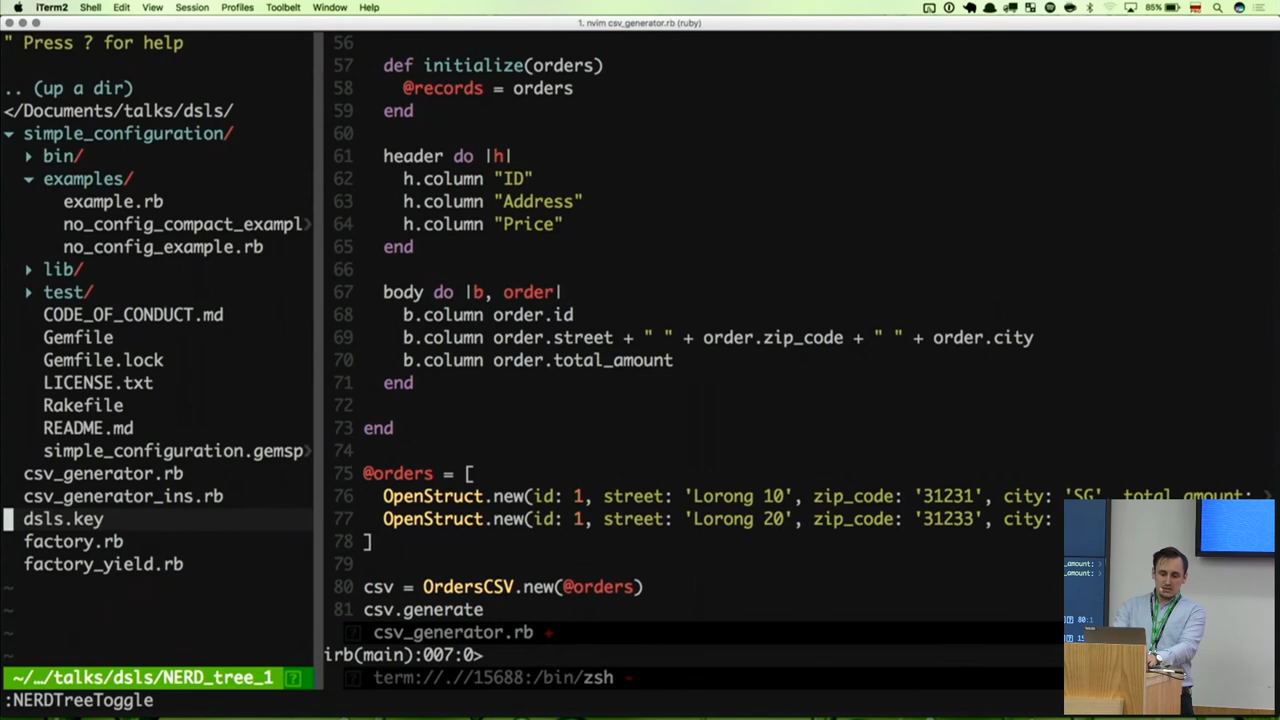 iTerm2 Shell Edit View Session Profiles Toolbelt Window Help
85%
1. nvim csv_generator.rb (ruby)
" Press ? for help
.. (up a dir)
</Documents/talks/dsls/
simple_configuration/
bin/
examples/
example.rb
no_config_compact_exampl
no_config_example.rb
lib/
test/
CODE_OF_CONDUCT.md
Gemfile
Gemfile.lock
LICENSE.txt
Rakefile
README.md
simple_configuration.gemsp
csv_generator.rb
csv_generator_ins.rb
dsls.key
factory.rb
factory_yield.rb
~
~
~
~
~/…/talks/dsls/NERD_tree_1
:NERDTreeToggle
56
57 def initialize(orders)
58 @records = orders
59 end
60
61 header do |h|
62 h.column "ID"
63 h.column "Address"
64 h.column "Price"
65 end
66
67 body do |b, order|
68 b.column order.id
69 b.column order.street + " " + order.zip_code + " " + order.city
70 b.column order.total_amount
71 end
72
73 end
74
75 @orders = [
76 OpenStruct.new(id: 1, street: 'Lorong 10', zip_code: '31231', city: 'SG', total_amount:
77 OpenStruct.new(id: 1, street: 'Lorong 20', zip_code: '31233', city:
78 ]
79
80 csv = OrdersCSV.new(@orders)
81 csv.generate
csv_generator.rb +
irb(main):007:0>
term://.//15688:/bin/zsh -
_amount:
_amount:
80:1